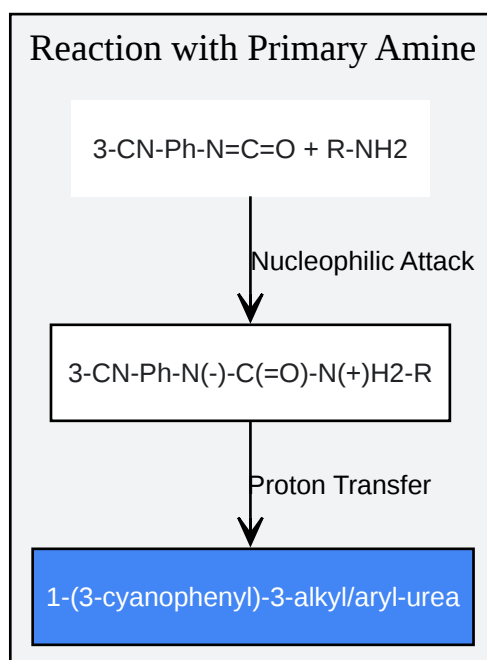 Reaction with Primary Amine
3-CN-Ph-N=C=O + R-NH2
Nucleophilic Attack
3-CN-Ph-N(-)-C(=O)-N(+)H2-R
Proton Transfer
1-(3-cyanophenyl)-3-alkyl/aryl-urea